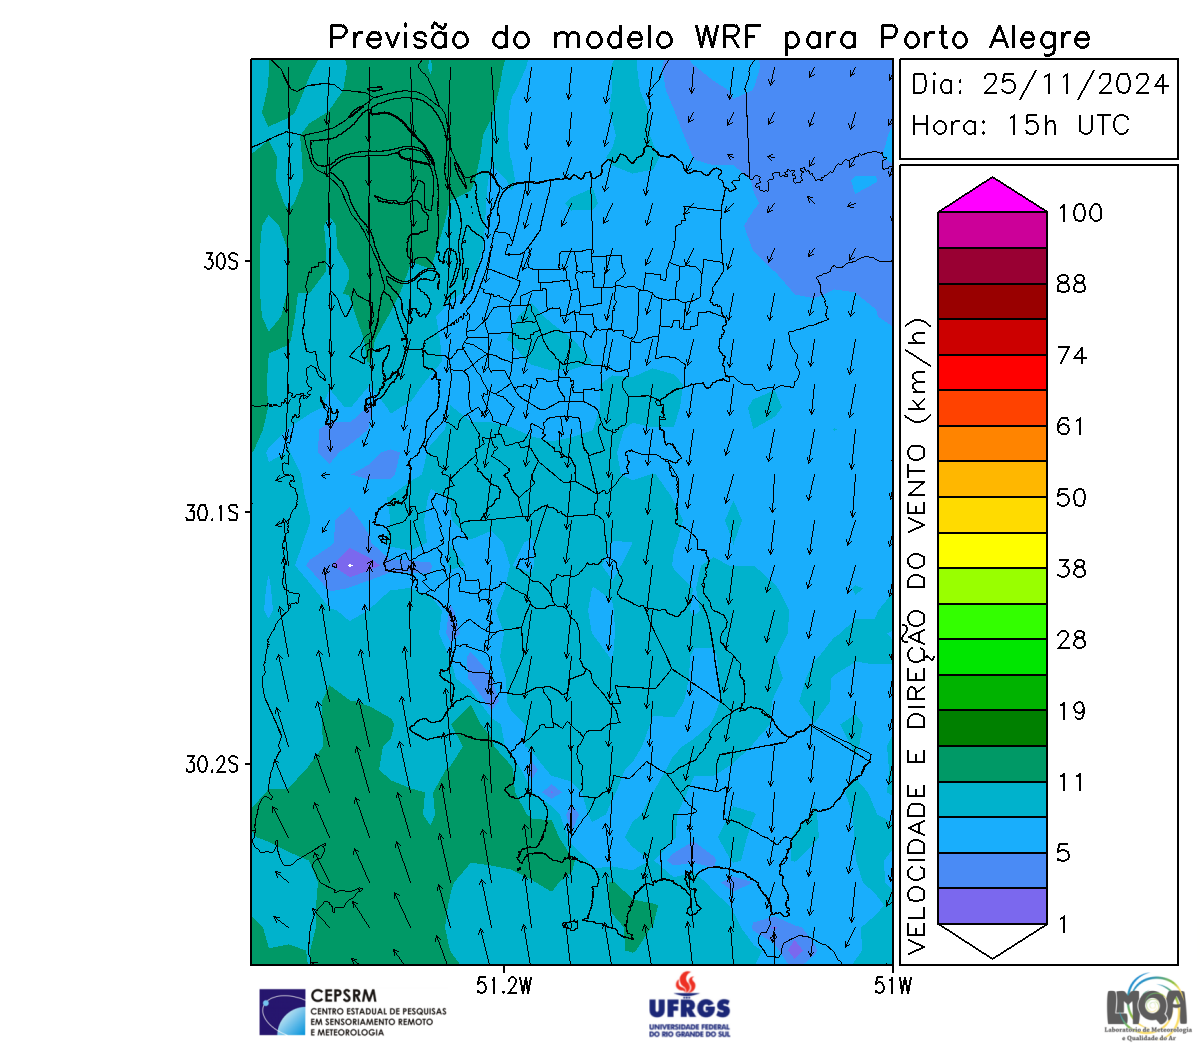 Previsão do modelo WRF para Porto Alegre
Dia: 25/11/2024
Hora: 15h UTC
30S
30.1S
30.2S
51.2W
51W
VELOCIDADE E DIREÇÃO DO VENTO (km/h)
100
88
74
61
50
38
28
19
11
5
1
CEPSRM
CENTRO ESTADUAL DE PESQUISAS
EM SENSORIAMENTO REMOTO
E METEOROLOGIA
UFRGS
UNIVERSIDADE FEDERAL
DO RIO GRANDE DO SUL
LMQA
Laboratório de Meteorologia
e Qualidade do Ar